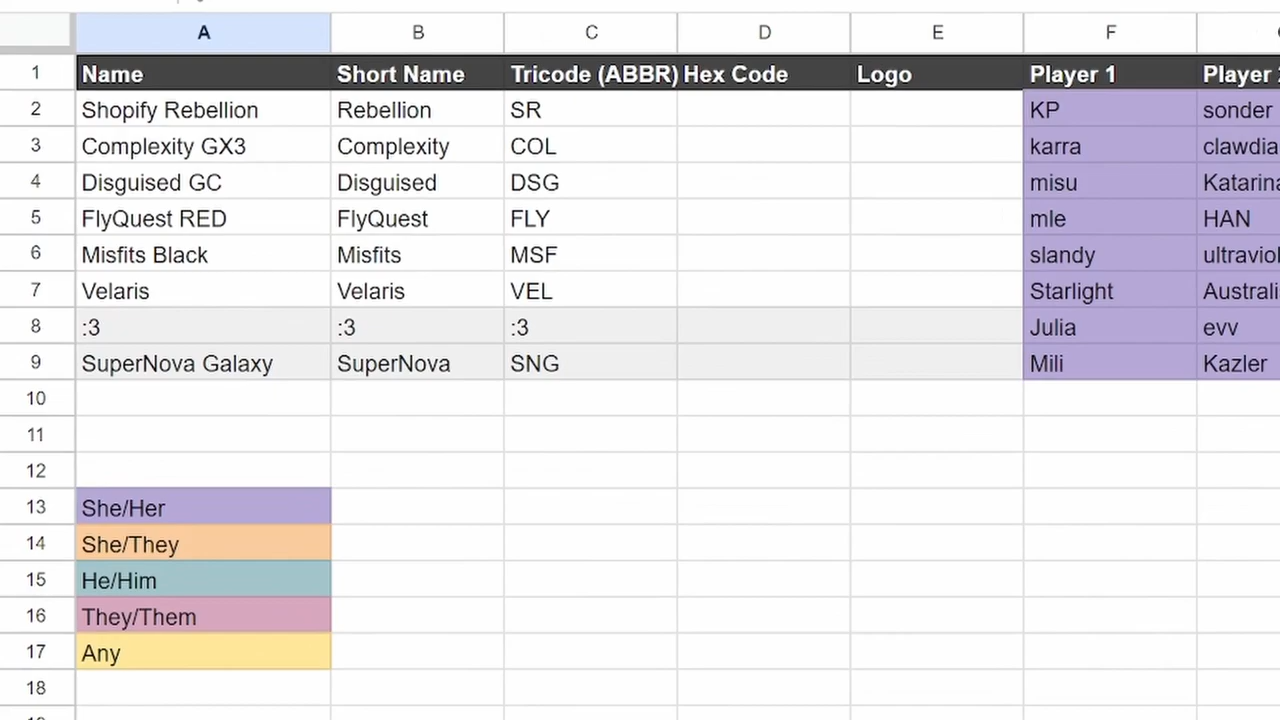 A B C D E F
1 Name Short Name Tricode (ABBR) Hex Code Logo Player 1 Player
2 Shopify Rebellion Rebellion SR KP sonder
3 Complexity GX3 Complexity COL karra clawdia
4 Disguised GC Disguised DSG misu Katarina
5 FlyQuest RED FlyQuest FLY mle HAN
6 Misfits Black Misfits MSF slandy ultraviol
7 Velaris Velaris VEL Starlight Australi
8 :3 :3 :3 Julia evv
9 SuperNova Galaxy SuperNova SNG Mili Kazler
10
11
12
13 She/Her
14 She/They
15 He/Him
16 They/Them
17 Any
18